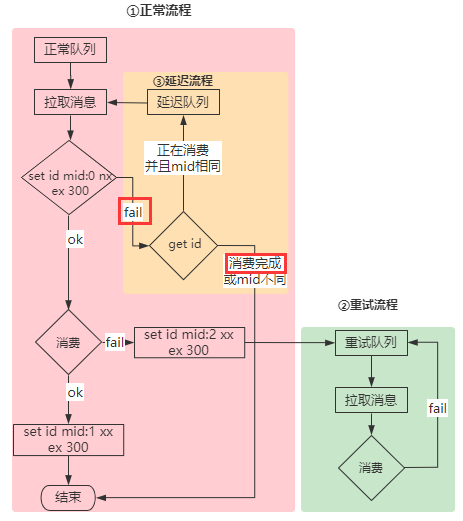 ①正常流程
正常队列
③延迟流程
拉取消息
延迟队列
正在消费
并且mid相同
set id mid:0 nx
ex 300
fail
ok
get id
消费完成
或mid不同
②重试流程
消费
fail
set id mid:2 xx
ex 300
重试队列
ok
拉取消息
fail
set id mid:1 xx
ex 300
消费
结束